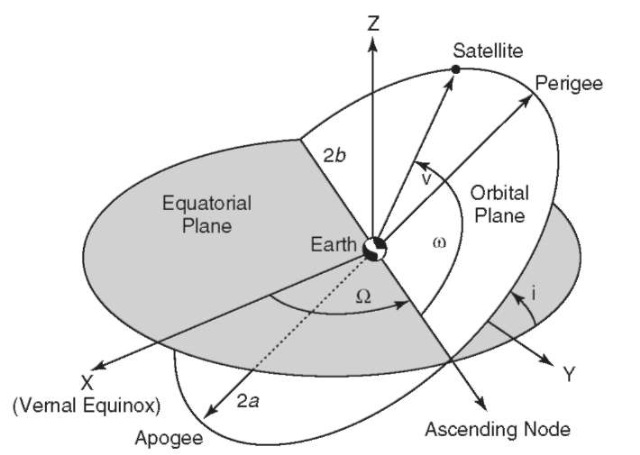 Z
Satellite
Perigee
2b
v
Orbital
Plane
Equatorial
Plane
Earth
ω
Ω
i
X
(Vernal Equinox)
Y
2a
Apogee
Ascending Node